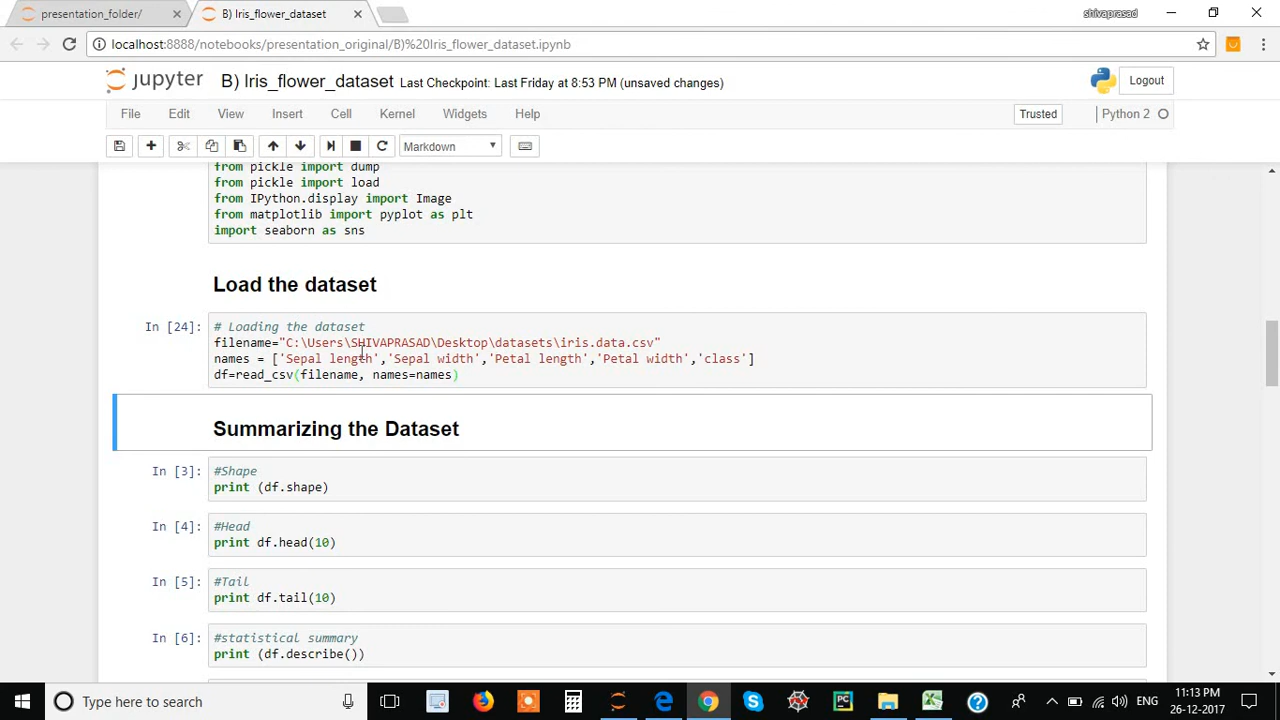 presentation_folder/
B) Iris_flower_dataset
shivaprasad
localhost:8888/notebooks/presentation_original/B)%20Iris_flower_dataset.ipynb
jupyter B) Iris_flower_dataset Last Checkpoint: Last Friday at 8:53 PM (unsaved changes)
Logout
File Edit View Insert Cell Kernel Widgets Help
Trusted
Python 2
Markdown
from pickle import dump
from pickle import load
from IPython.display import Image
from matplotlib import pyplot as plt
import seaborn as sns
Load the dataset
In [24]: # Loading the dataset
filename="C:\Users\SHIVAPRASAD\Desktop\datasets\iris.data.csv"
names = ['Sepal length','Sepal width','Petal length','Petal width','class']
df=read_csv(filename, names=names)
Summarizing the Dataset
In [3]: #Shape
print (df.shape)
In [4]: #Head
print df.head(10)
In [5]: #Tail
print df.tail(10)
In [6]: #statistical summary
print (df.describe())
Type here to search
ENG
11:13 PM
26-12-2017